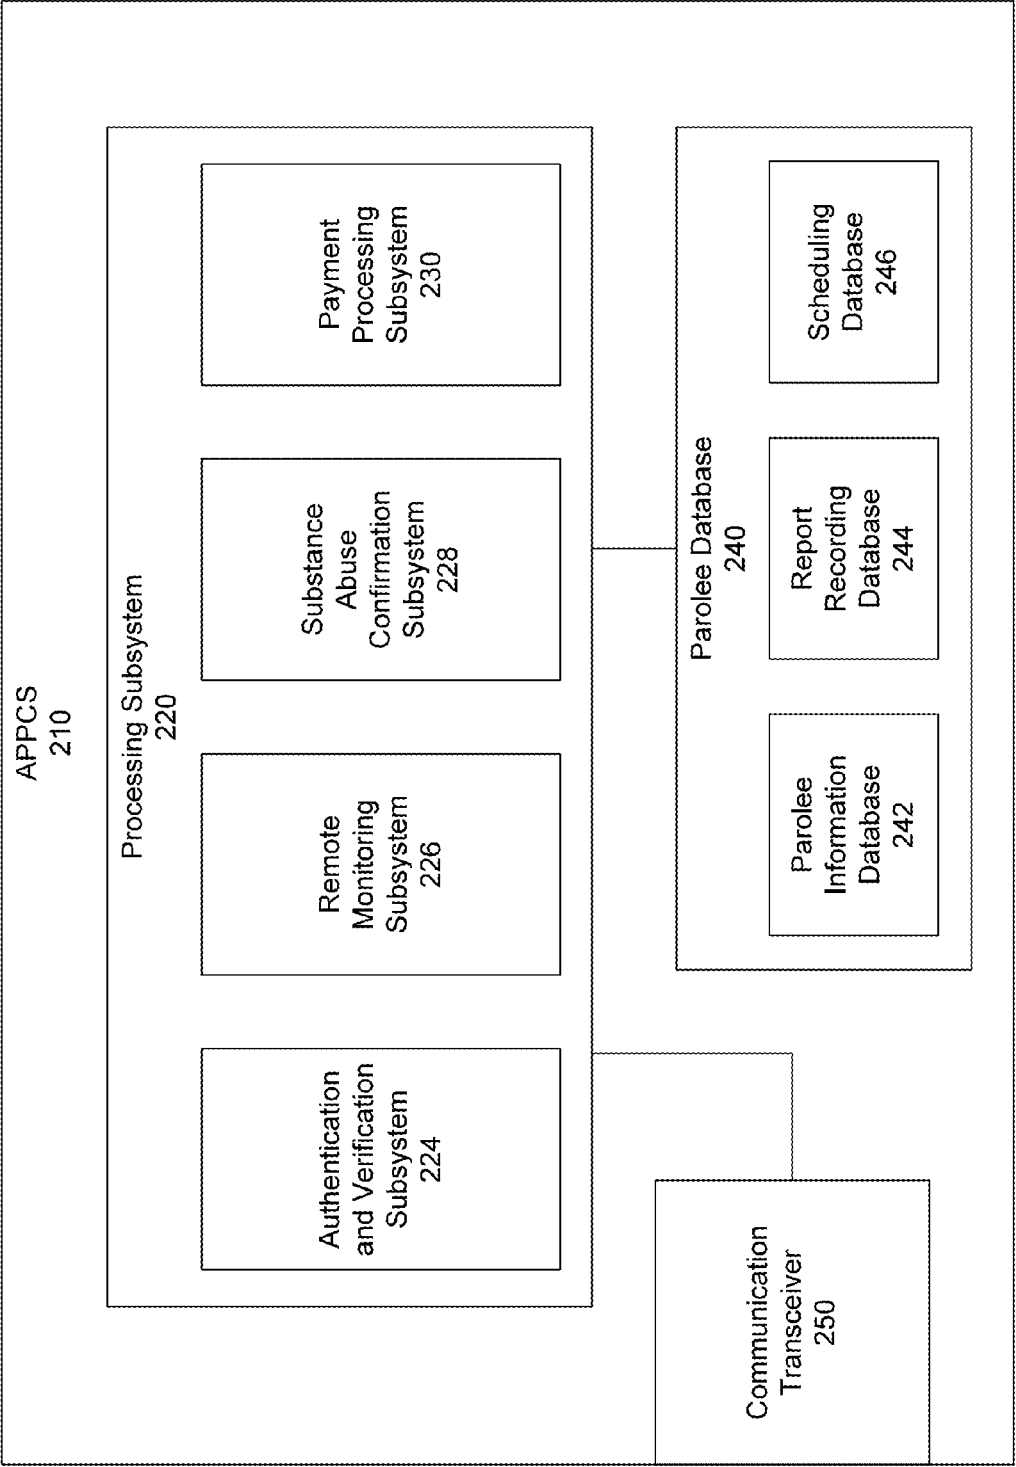 APPCS
210
Processing Subsystem
220
Authentication
and Verification
Subsystem
224
Remote
Monitoring
Subsystem
226
Substance
Abuse
Confirmation
Subsystem
228
Payment
Processing
Subsystem
230
Communication
Transceiver
250
Parolee Database
240
Parolee
Information
Database
242
Report
Recording
Database
244
Scheduling
Database
246